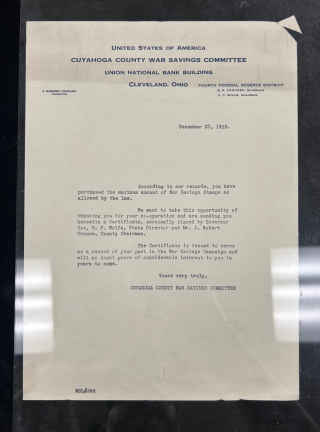 UNITED STATES OF AMERICA
CUYAHOGA COUNTY WAR SAVINGS COMMITTEE
UNION NATIONAL BANK BUILDING
CLEVELAND, OHIO
FOURTH FEDERAL RESERVE DISTRICT
December 27, 1918.
According to our records, you have
purchased the maximum amount of War Savings Stamps as
allowed by the law.
We want to take this opportunity of
thanking you for your co-operation and are sending you
herewith a Certificate, personally signed by Governor
Cox, H. P. Wolfe, State Director and Mr. J. Robert
Crouse, County Chairman.
The Certificate is issued to serve
as a record of your part in the War Savings Campaign and
will no doubt prove of considerable interest to you in
years to come.
Yours very truly,
CUYAHOGA COUNTY WAR SAVINGS COMMITTEE